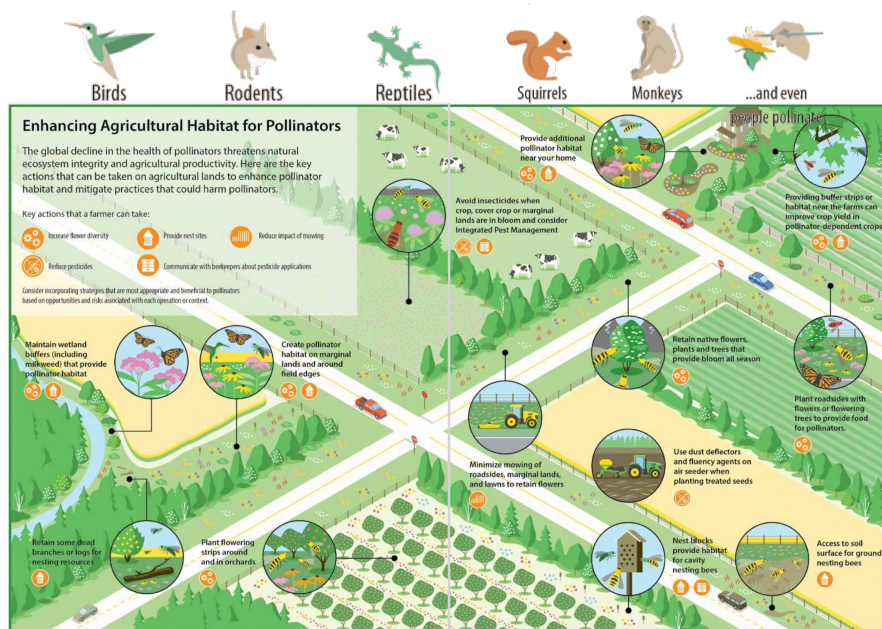 Birds
Rodents
Reptiles
Squirrels
Monkeys
...and even
people pollinate
Enhancing Agricultural Habitat for Pollinators
The global decline in the health of pollinators threatens natural
ecosystem integrity and agricultural productivity. Here are the key
actions that can be taken on agricultural lands to enhance pollinator
habitat and mitigate practices that could harm pollinators.
Key actions that a farmer can take:
Increase flower diversity
Provide nest sites
Reduce impact of mowing
Reduce pesticides
Communicate with beekeepers about pesticide applications
Consider incorporating strategies that are most appropriate and beneficial to pollinators
based on opportunities and risks associated with each operation or context.
Provide additional
pollinator habitat
near your home
Avoid insecticides when
crop, cover crop or marginal
lands are in bloom and consider
Integrated Pest Management
Providing buffer strips or
habitat near the farms can
improve crop yield in
pollinator-dependent crops
Maintain wetland
buffers (including
milkweed) that provide
pollinator habitat
Create pollinator
habitat on marginal
lands and around
field edges
Retain native flowers,
plants and trees that
provide bloom all season
Plant roadsides with
flowers or flowering
trees to provide food
for pollinators.
Minimize mowing of
roadsides, marginal lands,
and lawns to retain flowers
Use dust deflectors
and fluency agents on
air seeder when
planting treated seeds
Retain some dead
branches or logs for
nesting resources
Plant flowering
strips around
and in orchards
Nest blocks
provide habitat
for cavity
nesting bees
Access to soil
surface for ground
nesting bees